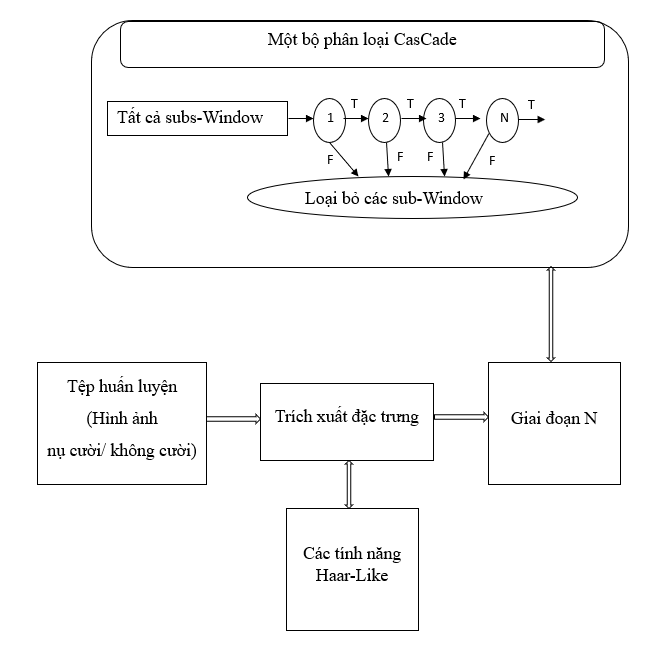 Một bộ phân loại CasCade
Tất cả subs-Window
1
T
2
T
3
T
N
T
F
F
F
F
Loại bỏ các sub-Window
Tệp huấn luyện
(Hình ảnh
nụ cười/ không cười)
Trích xuất đặc trưng
Giai đoạn N
Các tính năng
Haar-Like